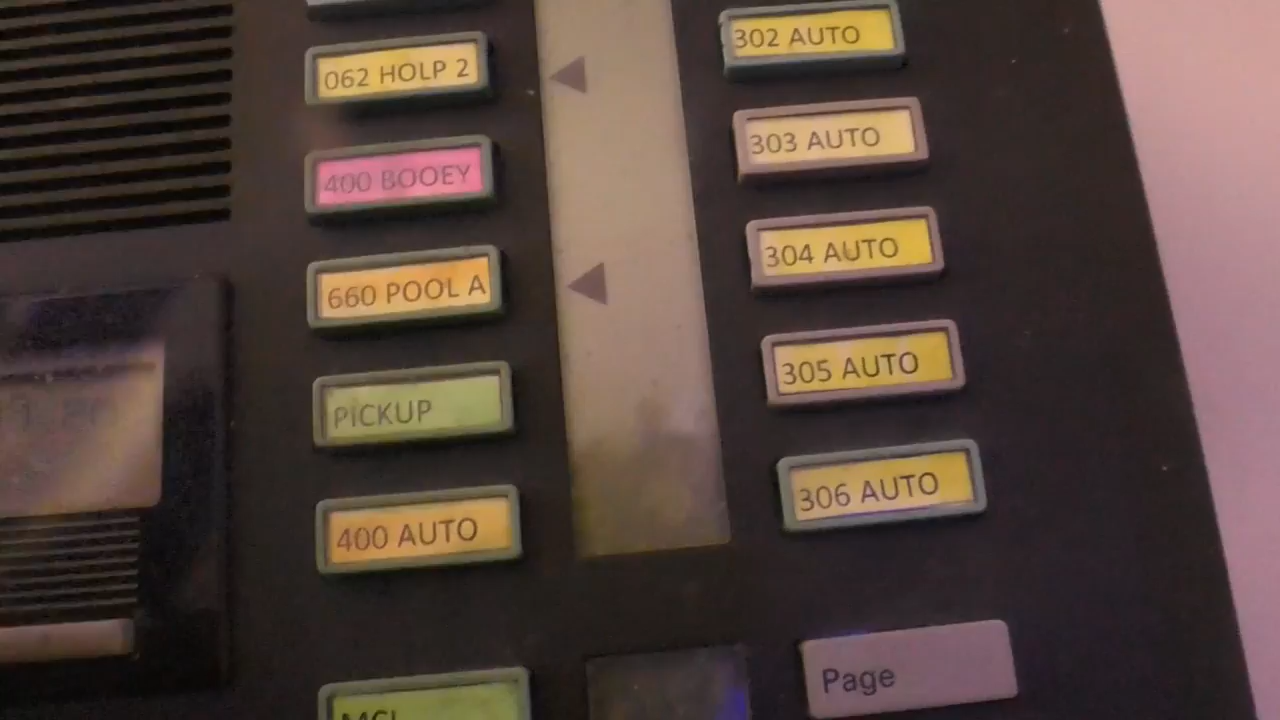 062 HOLP 2
400 BOOEY
660 POOL A
PICKUP
400 AUTO
302 AUTO
303 AUTO
304 AUTO
305 AUTO
306 AUTO
Page